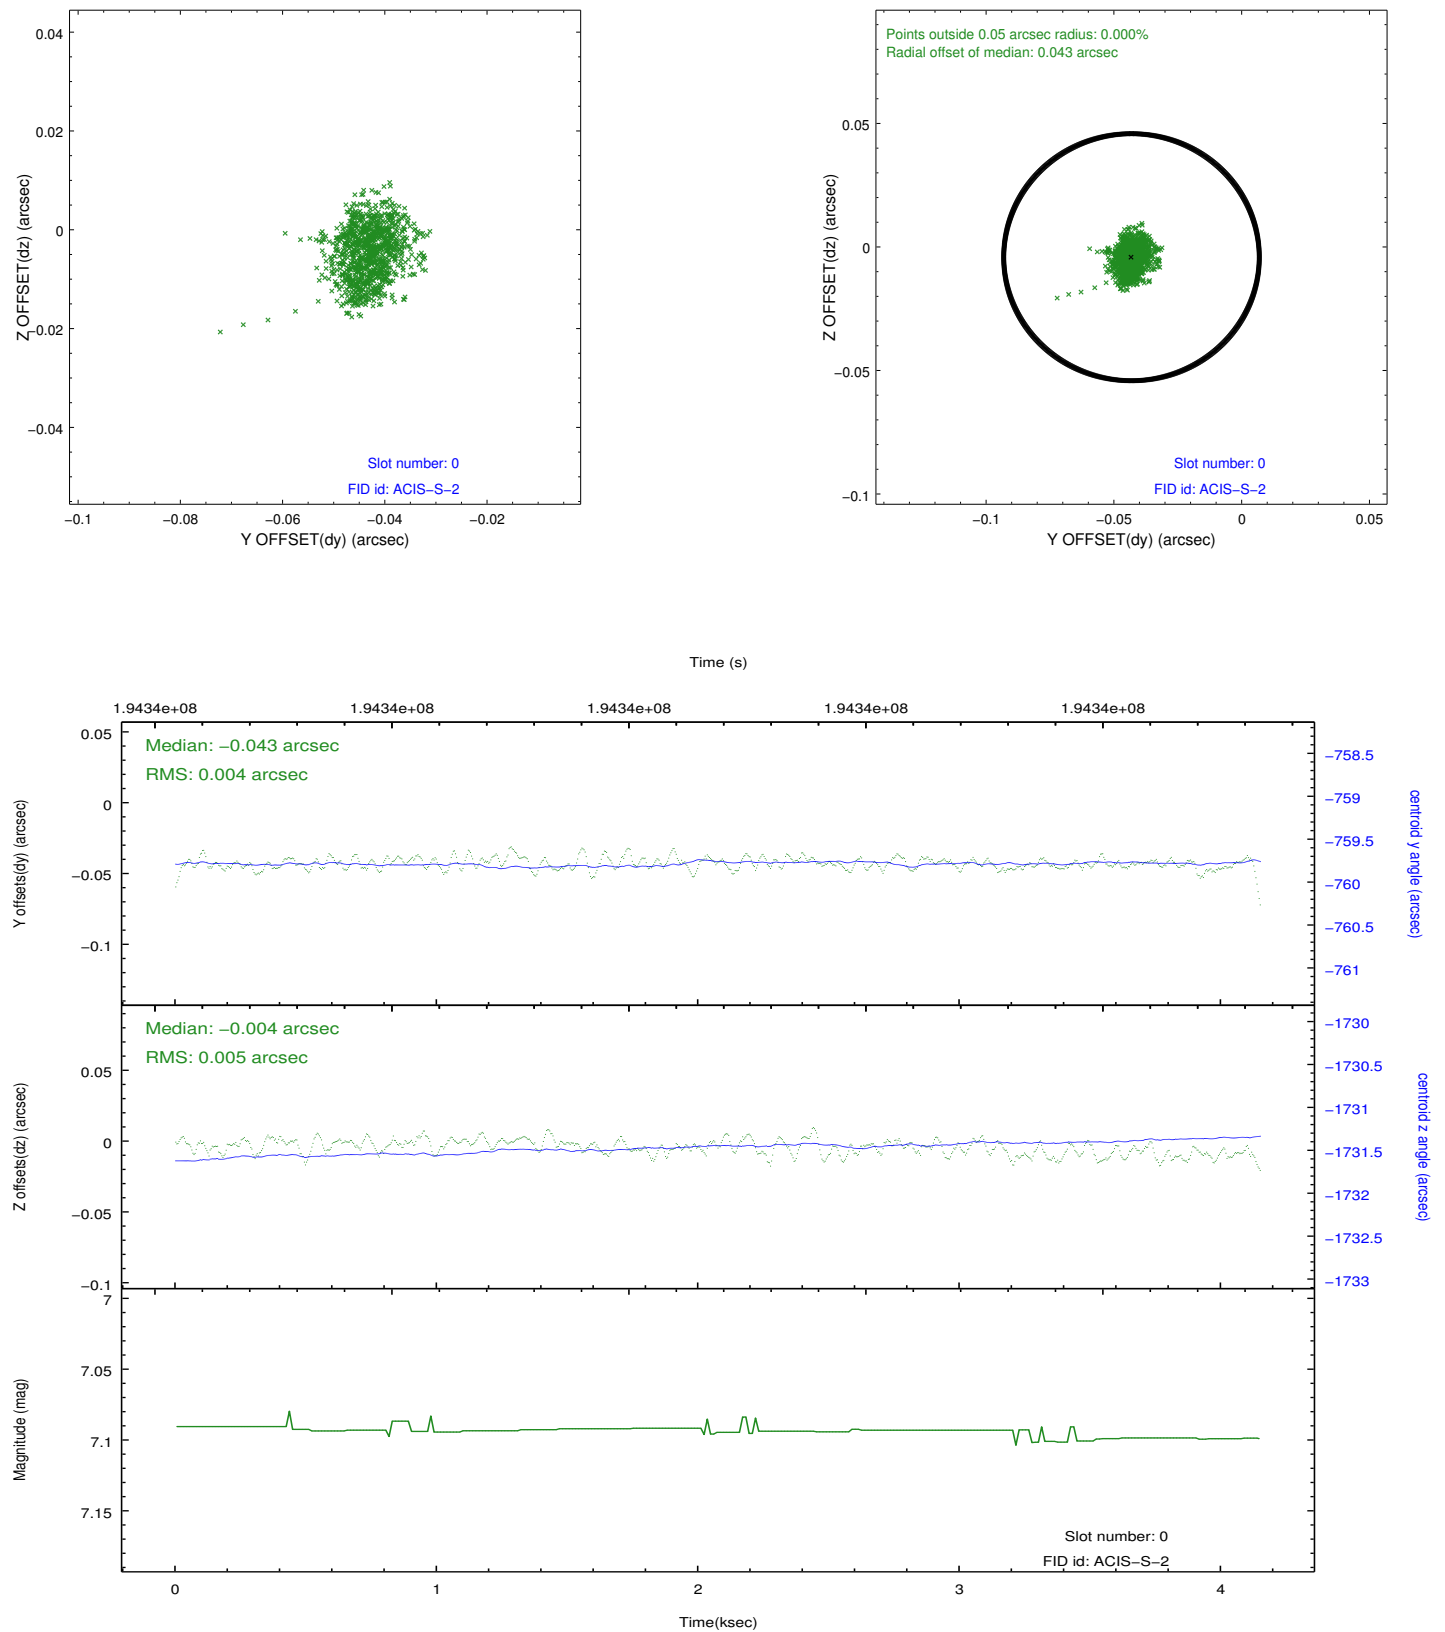 0.04
0.02
0
−0.02
−0.04
Z OFFSET(dz) (arcsec)
Slot number: 0
FID id: ACIS−S−2
−0.1 −0.08 −0.06 −0.04 −0.02
Y OFFSET(dy) (arcsec)
Points outside 0.05 arcsec radius: 0.000%
Radial offset of median: 0.043 arcsec
0.05
0
−0.05
−0.1
Z OFFSET(dz) (arcsec)
Slot number: 0
FID id: ACIS−S−2
−0.1 −0.05 0 0.05
Y OFFSET(dy) (arcsec)
Time (s)
1.9434e+08 1.9434e+08 1.9434e+08 1.9434e+08 1.9434e+08
Median: −0.043 arcsec
RMS: 0.004 arcsec
0.05
0
−0.05
−0.1
Y offsets(dy) (arcsec)
−758.5
−759
−759.5
−760
−760.5
−761
centroid y angle (arcsec)
Median: −0.004 arcsec
RMS: 0.005 arcsec
0.05
0
−0.05
−0.1
Z offsets(dz) (arcsec)
−1730
−1730.5
−1731
−1731.5
−1732
−1732.5
−1733
centroid z angle (arcsec)
7
7.05
7.1
7.15
Magnitude (mag)
Slot number: 0
FID id: ACIS−S−2
0 1 2 3 4
Time(ksec)